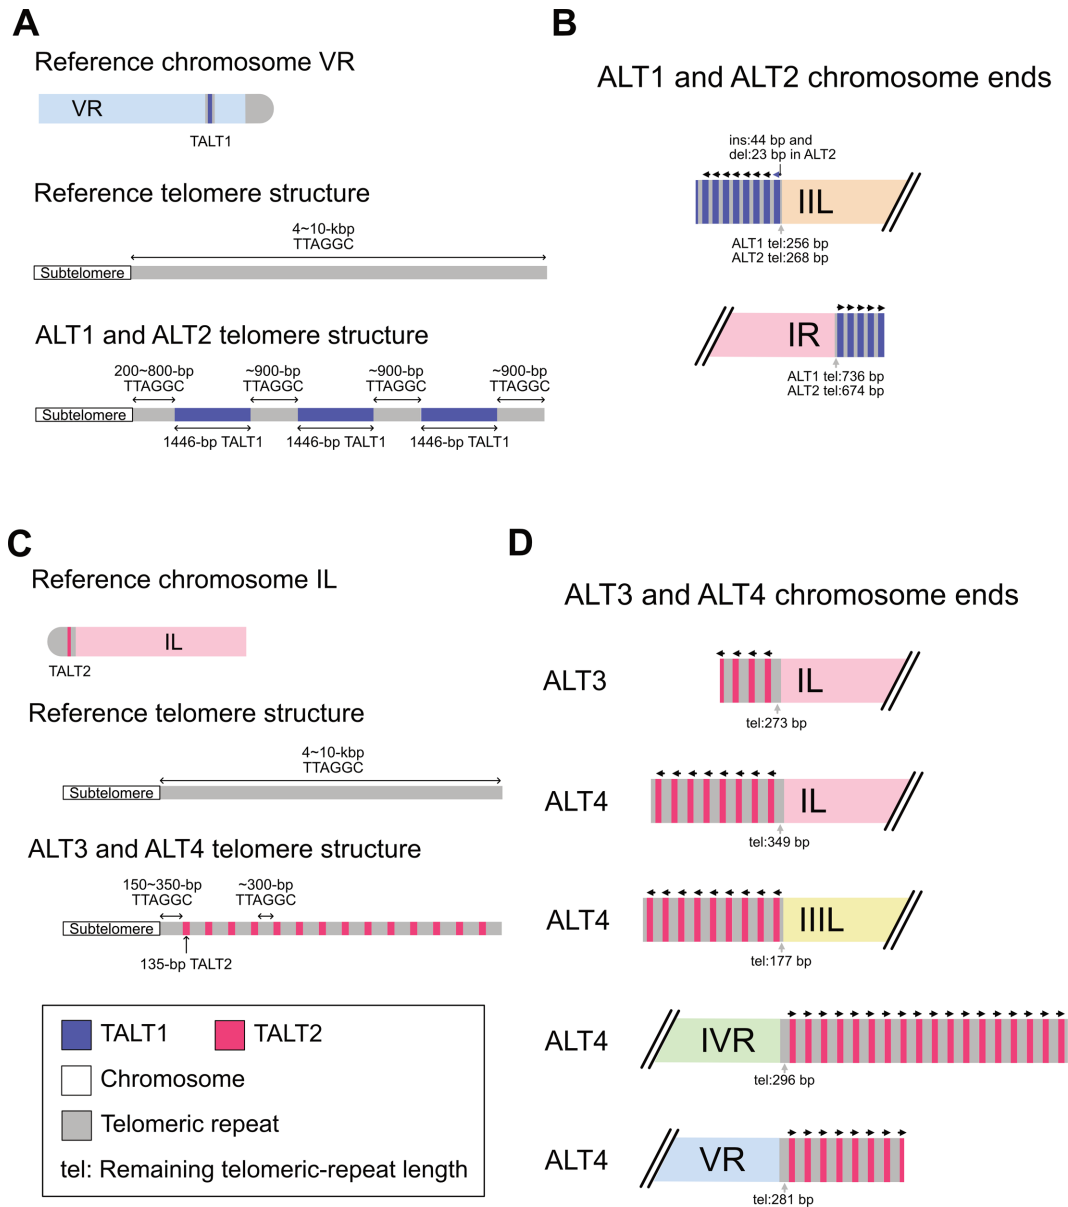 A
Reference chromosome VR
VR
TALT1
Reference telomere structure
4~10-kbp
TTAGGC
Subtelomere
ALT1 and ALT2 telomere structure
200~800-bp ~900-bp ~900-bp ~900-bp
TTAGGC TTAGGC TTAGGC TTAGGC
Subtelomere
1446-bp TALT1 1446-bp TALT1 1446-bp TALT1
B
ALT1 and ALT2 chromosome ends
ins:44 bp and
del:23 bp in ALT2
IIL
ALT1 tel:256 bp
ALT2 tel:268 bp
IR
ALT1 tel:736 bp
ALT2 tel:674 bp
C
Reference chromosome IL
IL
TALT2
Reference telomere structure
4~10-kbp
TTAGGC
Subtelomere
ALT3 and ALT4 telomere structure
150~350-bp ~300-bp
TTAGGC TTAGGC
Subtelomere
135-bp TALT2
TALT1 TALT2
Chromosome
Telomeric repeat
tel: Remaining telomeric-repeat length
D
ALT3 and ALT4 chromosome ends
ALT3 IL
tel:273 bp
ALT4 IL
tel:349 bp
ALT4 IIIL
tel:177 bp
ALT4 IVR
tel:296 bp
ALT4 VR
tel:281 bp